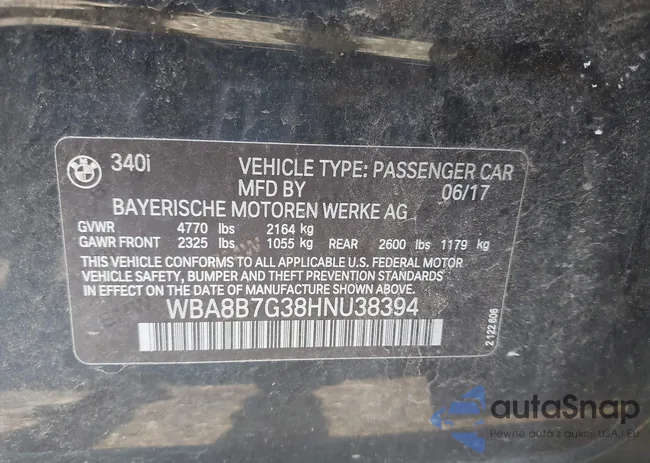 340i VEHICLE TYPE: PASSENGER CAR
MFD BY 06/17
BAYERISCHE MOTOREN WERKE AG
GVWR 4770 lbs 2164 kg
GAWR FRONT 2325 lbs 1055 kg REAR 2600 lbs 1179 kg
THIS VEHICLE CONFORMS TO ALL APPLICABLE U.S. FEDERAL MOTOR
VEHICLE SAFETY, BUMPER AND THEFT PREVENTION STANDARDS
IN EFFECT ON THE DATE OF MANUFACTURE SHOWN ABOVE.
WBA8B7G38HNU38394
2 122 606
autaSnap
Pewne auta z aukcji USA i EU